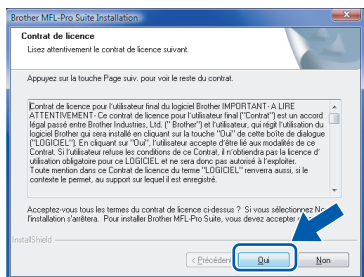 Brother MFL-Pro Suite Installation
Contrat de licence
Lisez attentivement le contrat de licence suivant.
Appuyez sur la touche Page suiv. pour voir le reste du contrat.
Contrat de licence pour l'utilisateur final du logiciel Brother IMPORTANT- A LIRE
ATTENTIVEMENT- Ce contrat de licence pour l'utilisateur final ("Contrat") est un accord
légal passé entre Brother Industries, Ltd. (" Brother") et l'utilisateur, qui régit l'utilisation du
logiciel Brother qui sera installé en cliquant sur la touche "Oui" de cette boîte de dialogue
("LOGICIEL"). En cliquant sur "Oui", l'utilisateur accepte d'être lié aux modalités de ce
Contrat. Si l'utilisateur refuse les conditions de ce Contrat, il n'obtiendra pas la licence d'
utilisation obligatoire pour ce LOGICIEL et ne sera donc pas autorisé à l'exploiter.
Toute mention dans ce Contrat de licence du terme "LOGICIEL" renverra aussi, si le
contexte le permet, au support sur lequel il est enregistré.
Acceptez-vous tous les termes du contrat de licence ci-dessus ? Si vous sélectionnez
l'installation s'arrêtera. Pour installer Brother MFL-Pro Suite, vous devez accepter
InstallShield
< Précédent
Oui
Non